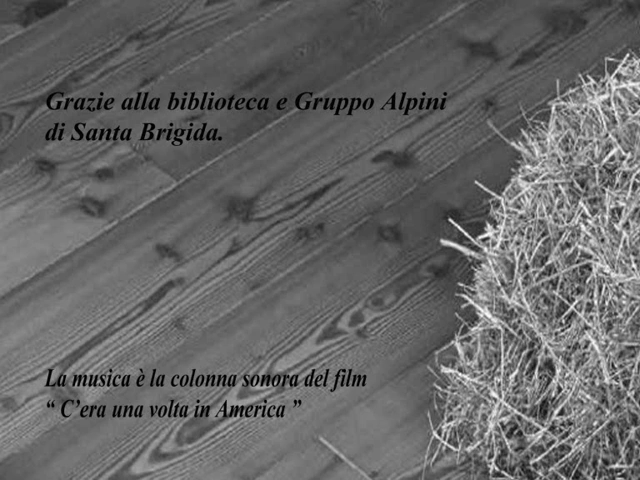 Grazie alla biblioteca e Gruppo Alpini
di Santa Brigida.
La musica è la colonna sonora del film
“ C’era una volta in America ”